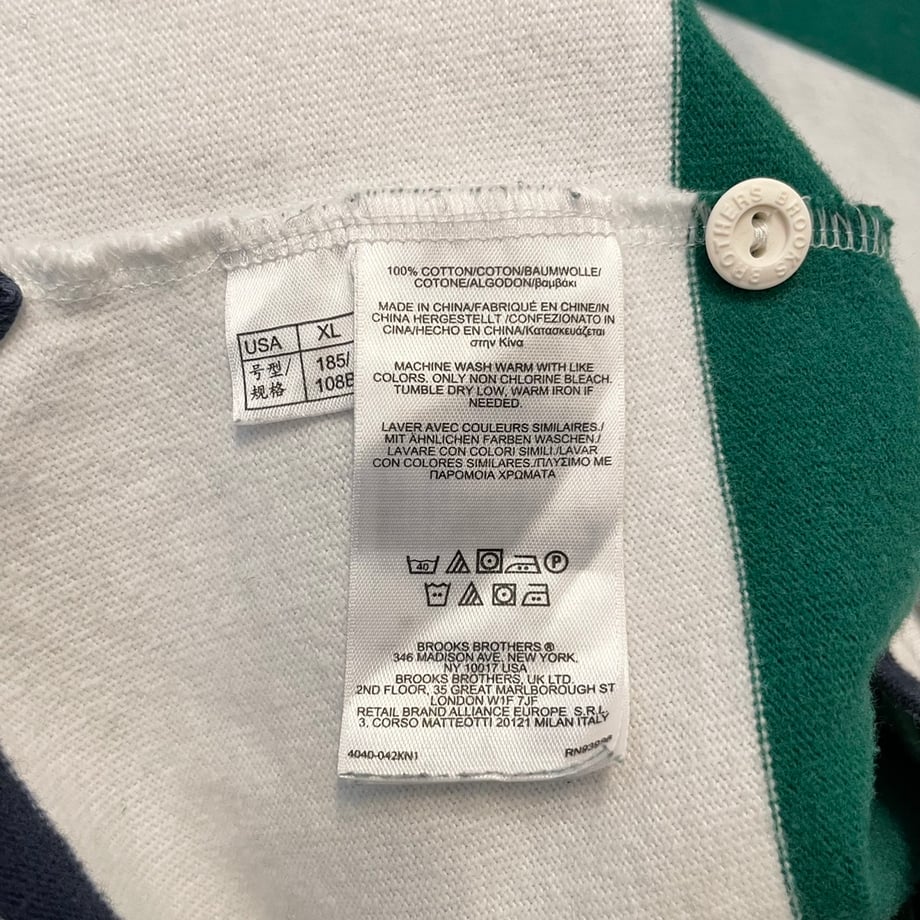 BROOKS BROTHERS
USA XL
号型/规格 185/
108B
100% COTTON/COTON/BAUMWOLLE/
COTONE/ALGODON/βαμβάκι
MADE IN CHINA/FABRIQUÉ EN CHINE/IN
CHINA HERGESTELLT /CONFEZIONATO IN
CINA/HECHO EN CHINA/Κατασκευάζεται
στην Κίνα
MACHINE WASH WARM WITH LIKE
COLORS. ONLY NON CHLORINE BLEACH.
TUMBLE DRY LOW, WARM IRON IF
NEEDED.
LAVER AVEC COULEURS SIMILAIRES./
MIT ÄHNLICHEN FARBEN WASCHEN./
LAVARE CON COLORI SIMILI./LAVAR
CON COLORES SIMILARES./ΠΛΥΣΙΜΟ ΜΕ
ΠΑΡΟΜΟΙΑ ΧΡΩΜΑΤΑ
40 P
BROOKS BROTHERS ®
346 MADISON AVE, NEW YORK,
NY 10017 USA
BROOKS BROTHERS, UK LTD.
2ND FLOOR, 35 GREAT MARLBOROUGH ST
LONDON W1F 7JF
RETAIL BRAND ALLIANCE EUROPE S.R.L.
3. CORSO MATTEOTTI 20121 MILAN ITALY
4040-042KN1